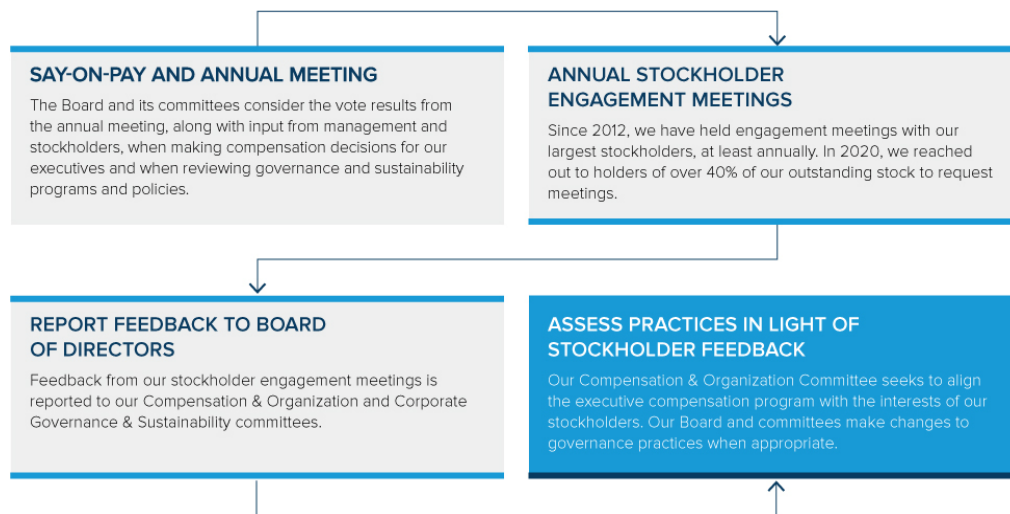 SAY-ON-PAY AND ANNUAL MEETING
The Board and its committees consider the vote results from
the annual meeting, along with input from management and
stockholders, when making compensation decisions for our
executives and when reviewing governance and sustainability
programs and policies.
ANNUAL STOCKHOLDER
ENGAGEMENT MEETINGS
Since 2012, we have held engagement meetings with our
largest stockholders, at least annually. In 2020, we reached
out to holders of over 40% of our outstanding stock to request
meetings.
REPORT FEEDBACK TO BOARD
OF DIRECTORS
Feedback from our stockholder engagement meetings is
reported to our Compensation & Organization and Corporate
Governance & Sustainability committees.
ASSESS PRACTICES IN LIGHT OF
STOCKHOLDER FEEDBACK
Our Compensation & Organization Committee seeks to align
the executive compensation program with the interests of our
stockholders. Our Board and committees make changes to
governance practices when appropriate.